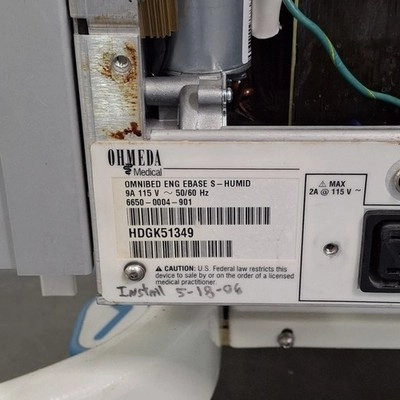 OHMEDA
Medical
OMNIBED ENG EBASE S-HUMID
9A 115 V ~ 50/60 Hz
6650-0004-901
HDGK51349
⚠ CAUTION: U.S. Federal law restricts this
device to sale by or on the order of a licensed
medical practitioner.
Install 5-18-06
⚠ MAX
2A @ 115 V